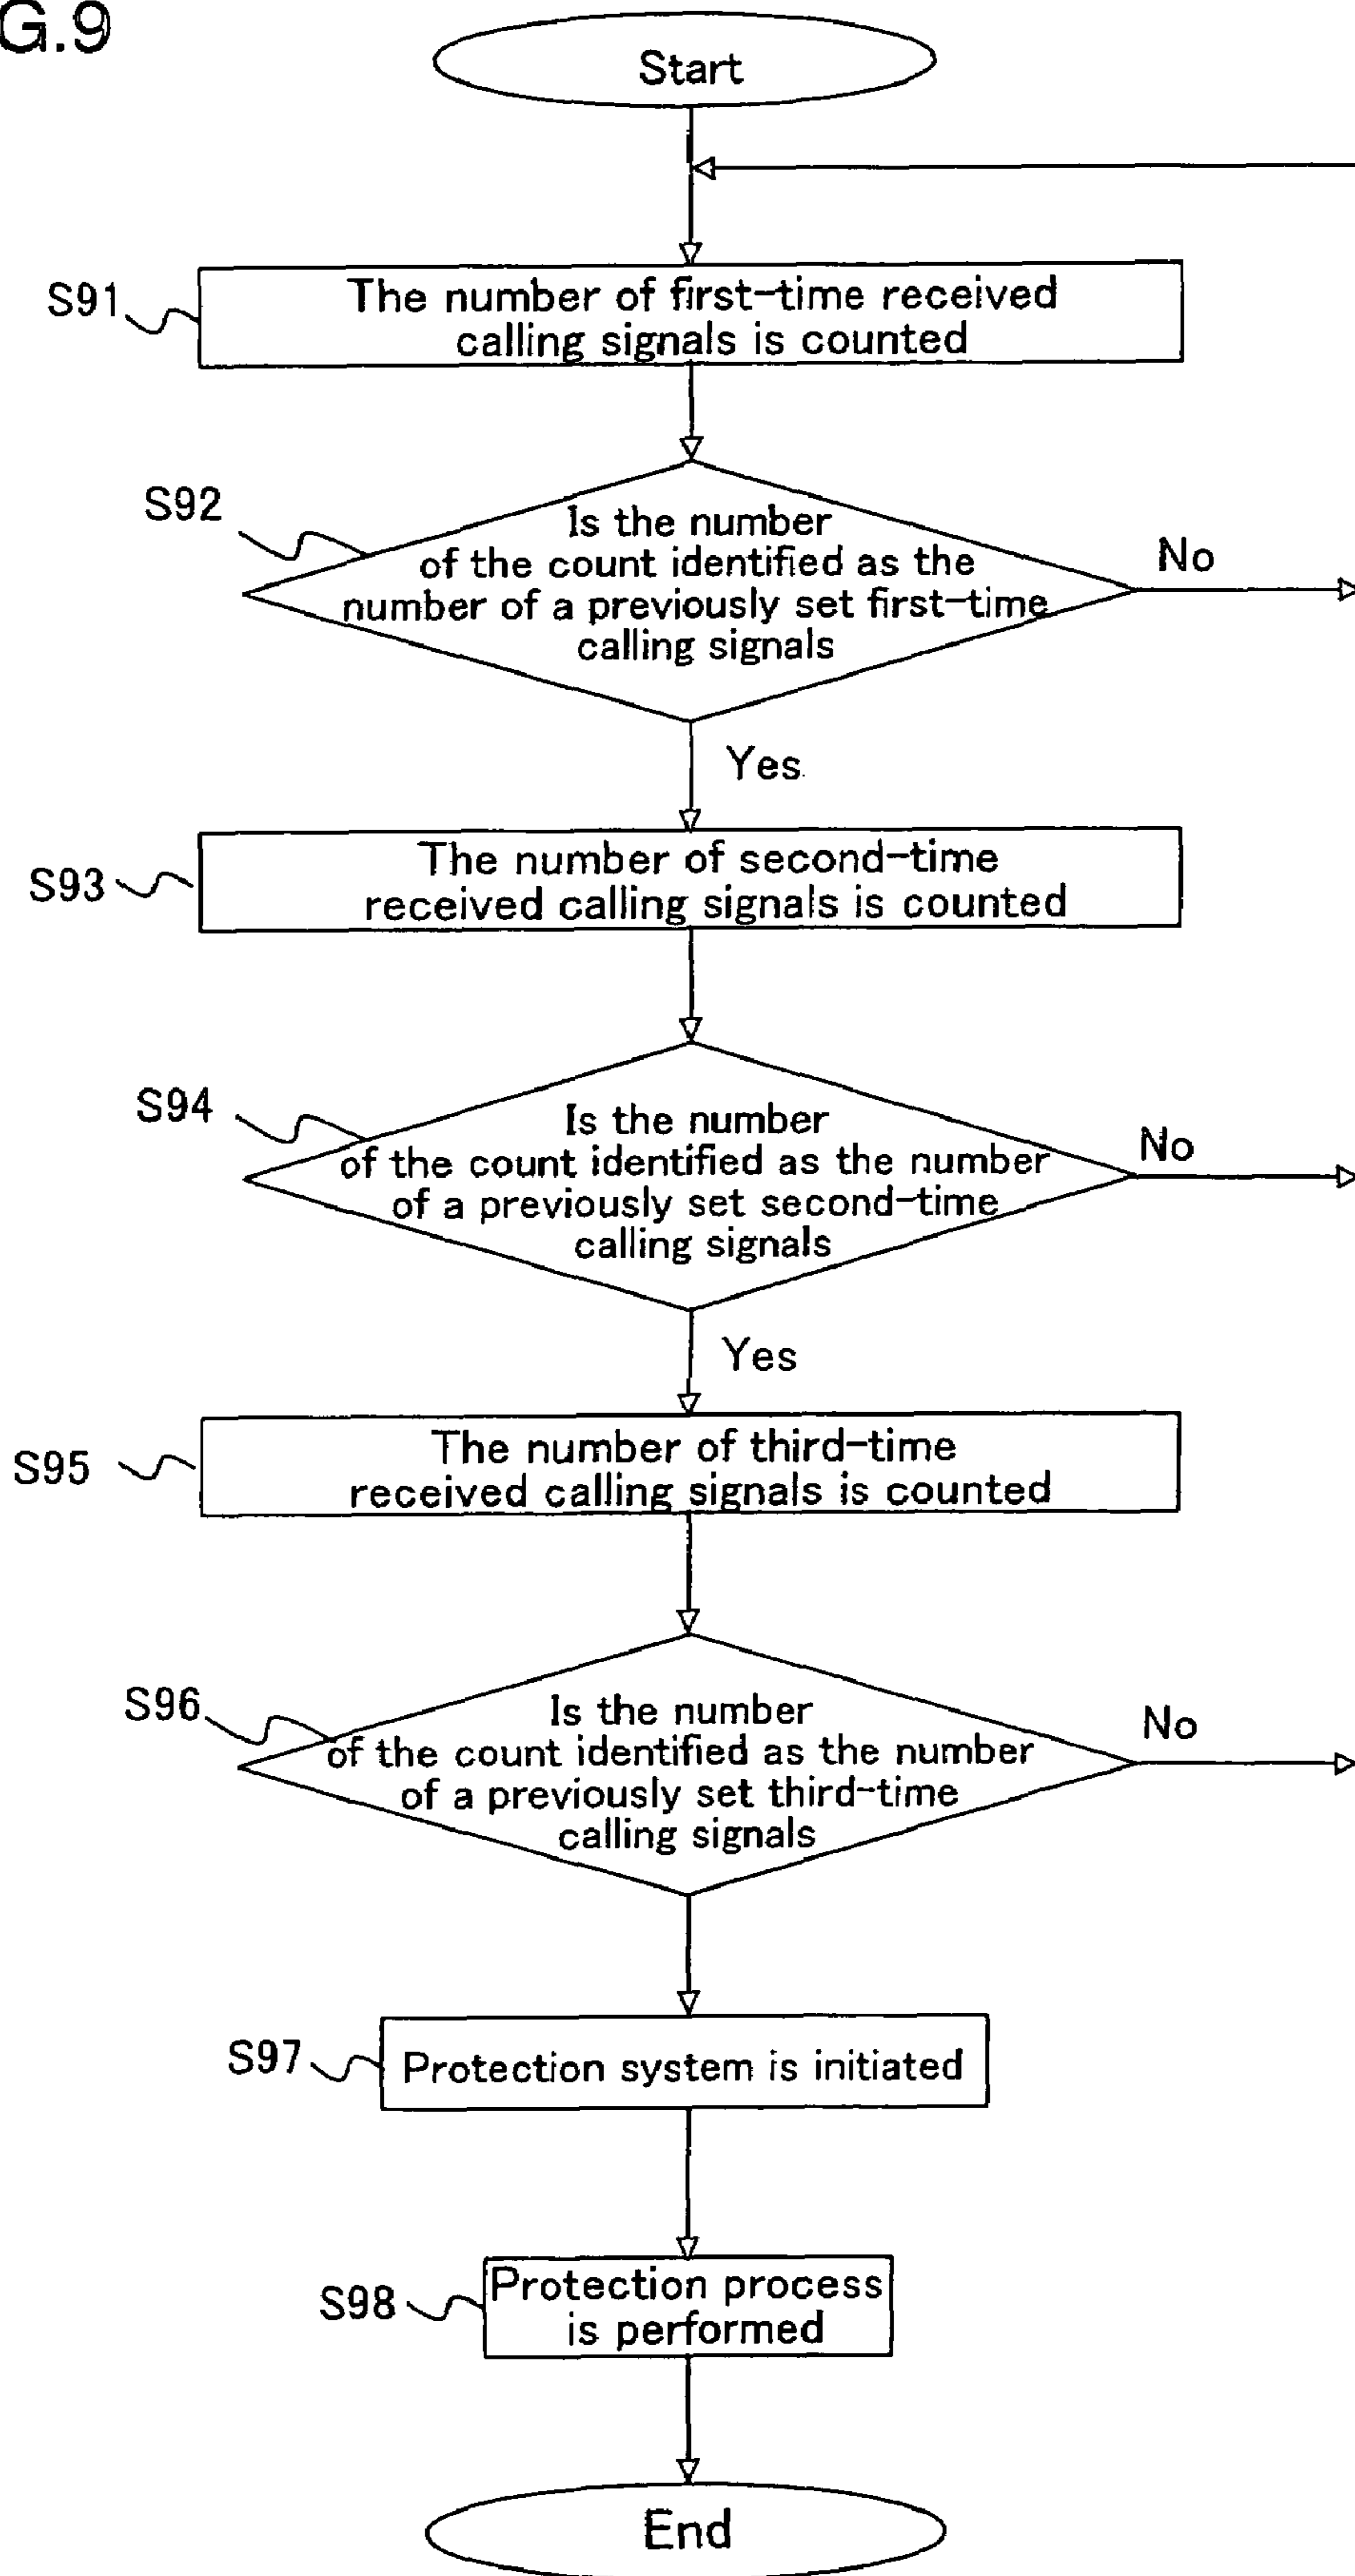 G.9
Start
S91
The number of first-time received
calling signals is counted
S92
Is the number
of the count identified as the
number of a previously set first-time
calling signals
No
Yes
S93
The number of second-time
received calling signals is counted
S94
Is the number
of the count identified as the number
of a previously set second-time
calling signals
No
Yes
S95
The number of third-time
received calling signals is counted
S96
Is the number
of the count identified as the number
of a previously set third-time
calling signals
No
S97
Protection system is initiated
S98
Protection process
is performed
End